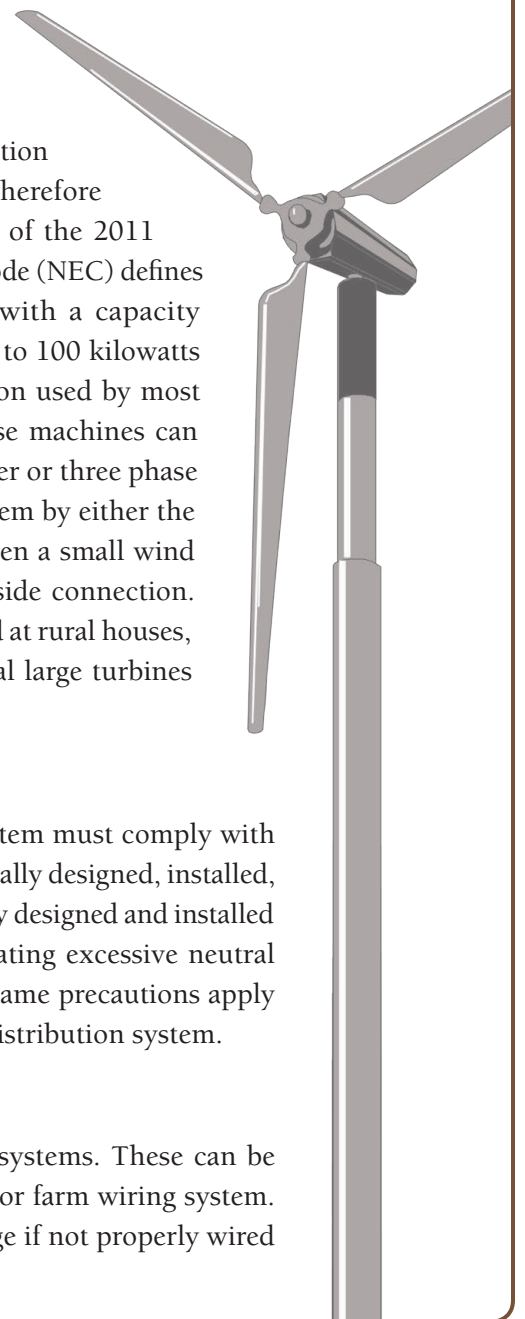 tion
herefore
of the 2011
ode (NEC) defines
with a capacity
to 100 kilowatts
on used by most
se machines can
er or three phase
em by either the
en a small wind
side connection.
d at rural houses,
al large turbines
stem must comply with
ally designed, installed,
y designed and installed
ating excessive neutral
ame precautions apply
istribution system.
systems. These can be
or farm wiring system.
ge if not properly wired